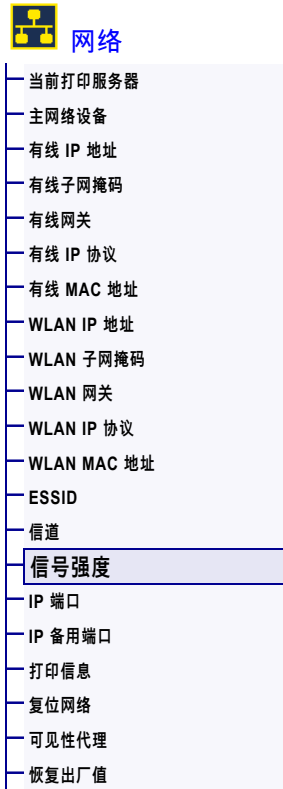 网络
当前打印服务器
主网络设备
有线 IP 地址
有线子网掩码
有线网关
有线 IP 协议
有线 MAC 地址
WLAN IP 地址
WLAN 子网掩码
WLAN 网关
WLAN IP 协议
WLAN MAC 地址
ESSID
信道
信号强度
IP 端口
IP 备用端口
打印信息
复位网络
可见性代理
恢复出厂值